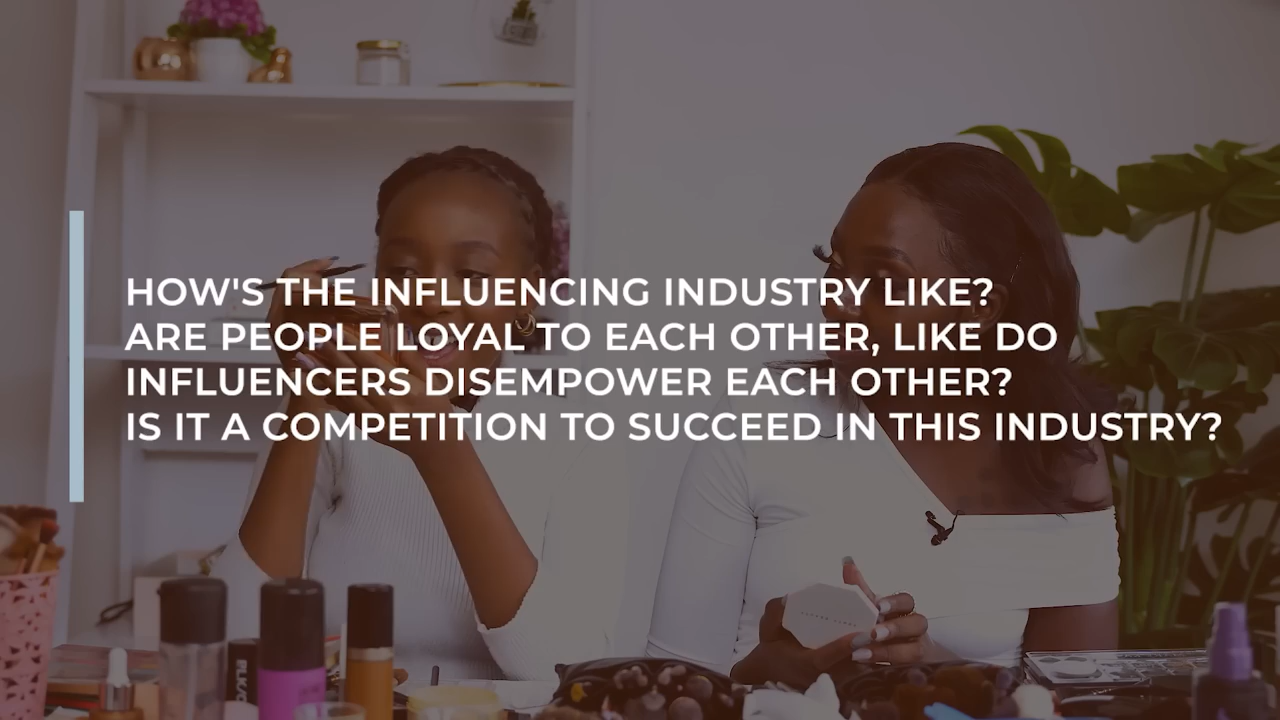 HOW'S THE INFLUENCING INDUSTRY LIKE?
ARE PEOPLE LOYAL TO EACH OTHER, LIKE DO
INFLUENCERS DISEMPOWER EACH OTHER?
IS IT A COMPETITION TO SUCCEED IN THIS INDUSTRY?